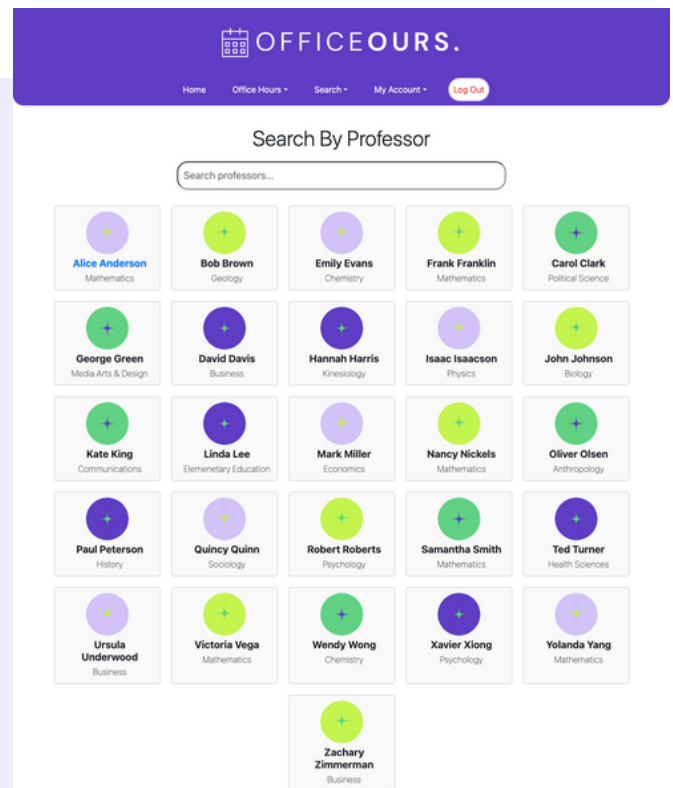 OFFICEOURS.
Home Office Hours Search My Account Log Out
Search By Professor
Search professors...
Alice Anderson
Mathematics
Bob Brown
Geology
Emily Evans
Chemistry
Frank Franklin
Mathematics
Carol Clark
Political Science
George Green
Media Arts & Design
David Davis
Business
Hannah Harris
Kinesiology
Isaac Isaacson
Physics
John Johnson
Biology
Kate King
Communications
Linda Lee
Elemenetary Education
Mark Miller
Economics
Nancy Nickels
Mathematics
Oliver Olsen
Anthropology
Paul Peterson
History
Quincy Quinn
Sociology
Robert Roberts
Psychology
Samantha Smith
Mathematics
Ted Turner
Health Sciences
Ursula
Underwood
Business
Victoria Vega
Mathematics
Wendy Wong
Chemistry
Xavier Xiong
Psychology
Yolanda Yang
Mathematics
Zachary
Zimmerman
Business